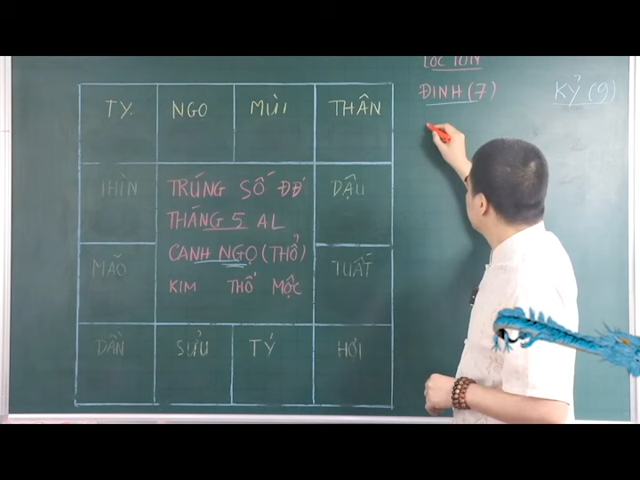 LỘC TỒN
ĐINH (7)
KỶ (9)
TỴ
NGỌ
MÙI
THÂN
THÌN
TRÚNG SỐ ĐĐ
DẬU
THÁNG 5 AL
CANH NGỌ (THỔ)
MÃO
TUẤT
KIM THỔ MỘC
DẦN
SỬU
TÝ
HỢI